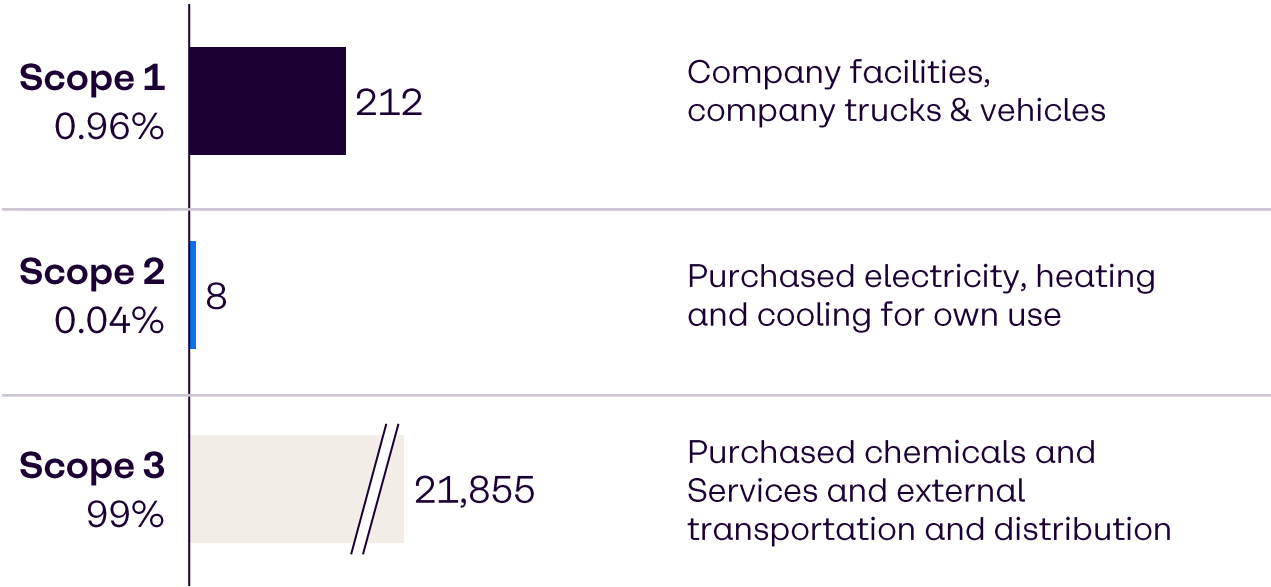 Scope 1
0.96%
212
Company facilities,
company trucks & vehicles
Scope 2
0.04%
8
Purchased electricity, heating
and cooling for own use
Scope 3
99%
21,855
Purchased chemicals and
Services and external
transportation and distribution